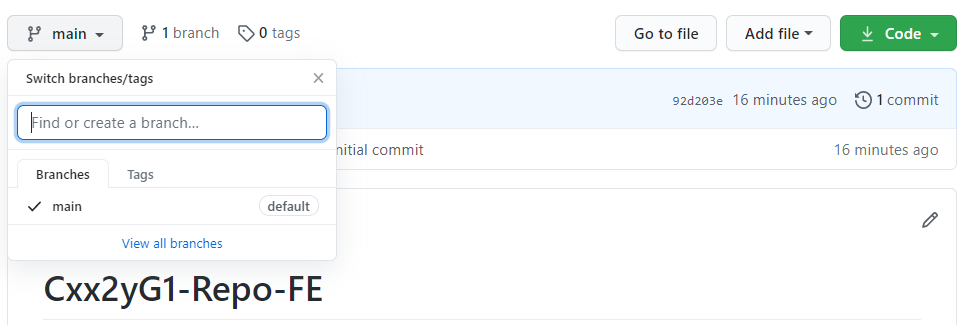 main 1 branch 0 tags Go to file Add file Code
Switch branches/tags
92d203e 16 minutes ago 1 commit
Find or create a branch...
nitial commit 16 minutes ago
Branches Tags
main default
View all branches
Cxx2yG1-Repo-FE